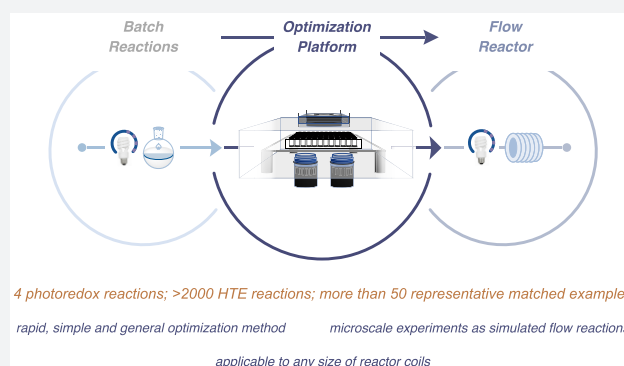 Batch
Reactions
Optimization
Platform
Flow
Reactor
4 photoredox reactions; >2000 HTE reactions; more than 50 representative matched example
rapid, simple and general optimization method
microscale experiments as simulated flow reactions
applicable to any size of reactor coils